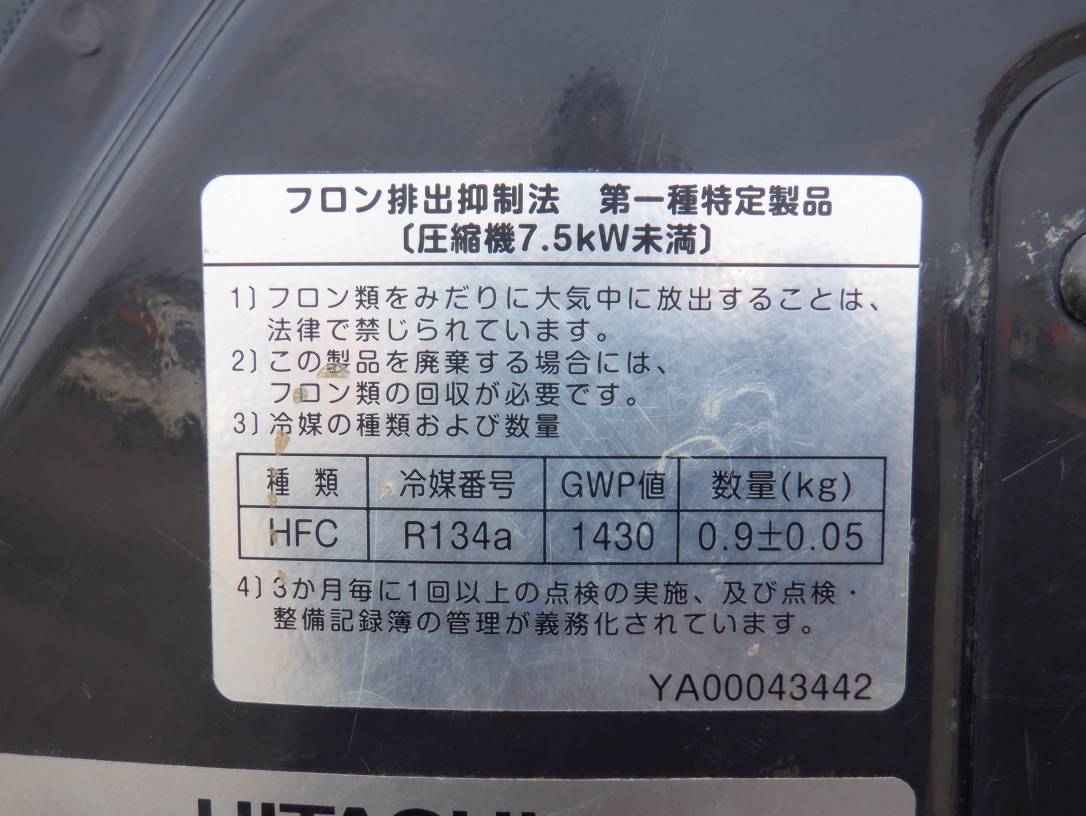 フロン排出抑制法　第一種特定製品
〔圧縮機7.5kW未満〕
1）フロン類をみだりに大気中に放出することは、
法律で禁じられています。
2）この製品を廃棄する場合には、
フロン類の回収が必要です。
3）冷媒の種類および数量
種 類 冷媒番号 GWP値 数量(kg)
HFC R134a 1430 0.9±0.05
4）3か月毎に1回以上の点検の実施、及び点検・
整備記録簿の管理が義務化されています。
YA00043442
HITACHI